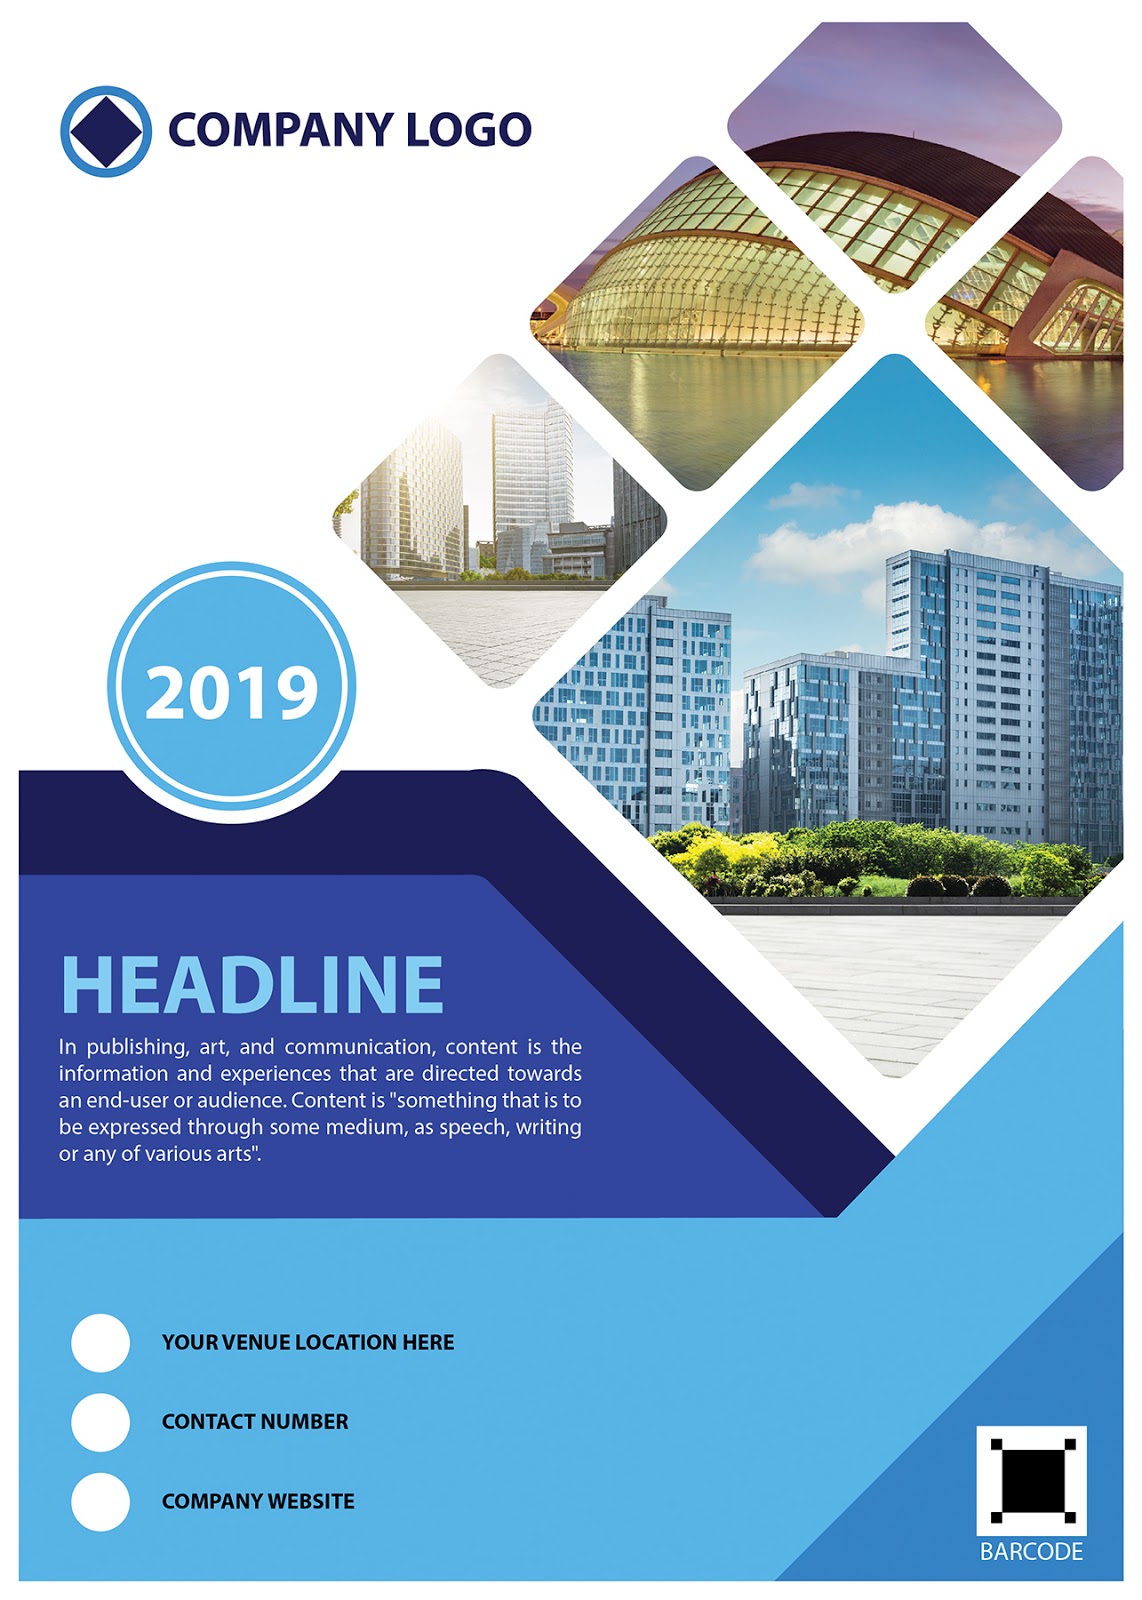 COMPANY LOGO
2019
HEADLINE
In publishing, art, and communication, content is the
information and experiences that are directed towards
an end-user or audience. Content is "something that is to
be expressed through some medium, as speech, writing
or any of various arts".
YOUR VENUE LOCATION HERE
CONTACT NUMBER
COMPANY WEBSITE
BARCODE